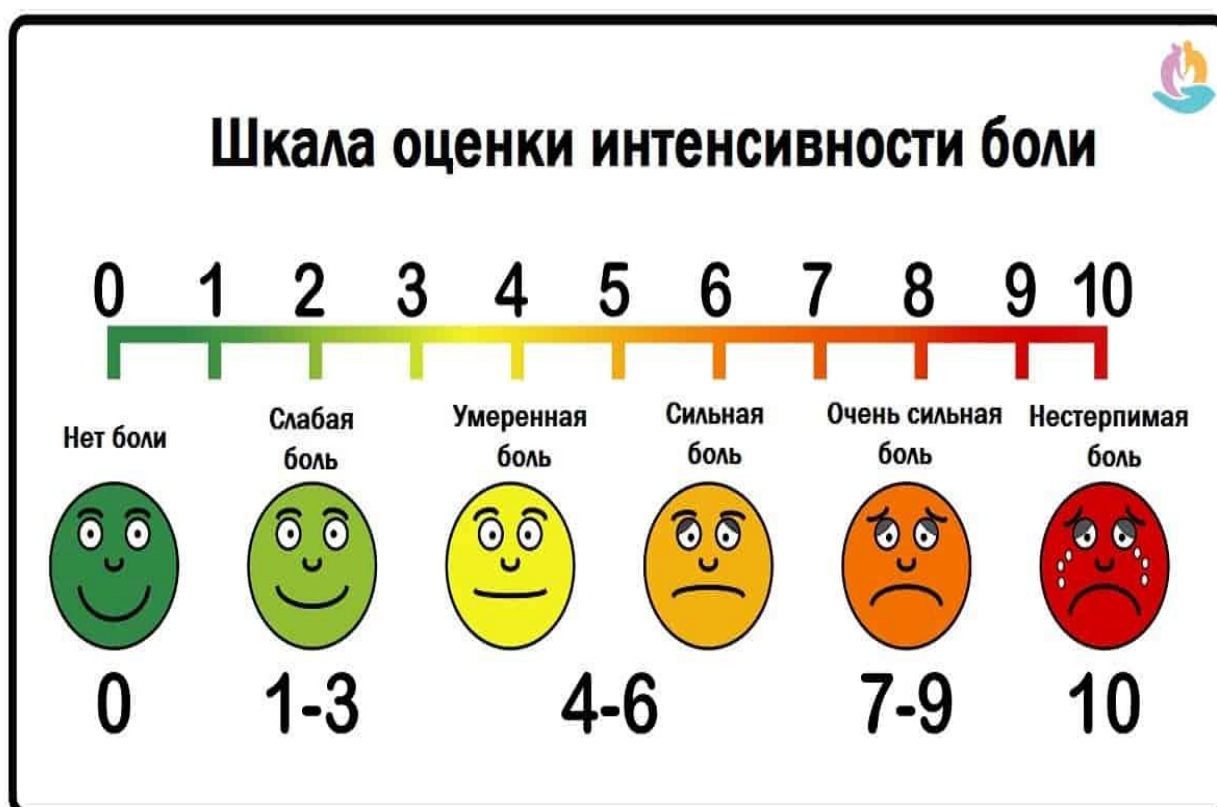 Шкала оценки интенсивности боли
0 1 2 3 4 5 6 7 8 9 10
Нет боли
Слабая
боль
Умеренная
боль
Сильная
боль
Очень сильная
боль
Нестерпимая
боль
0 1-3 4-6 7-9 10